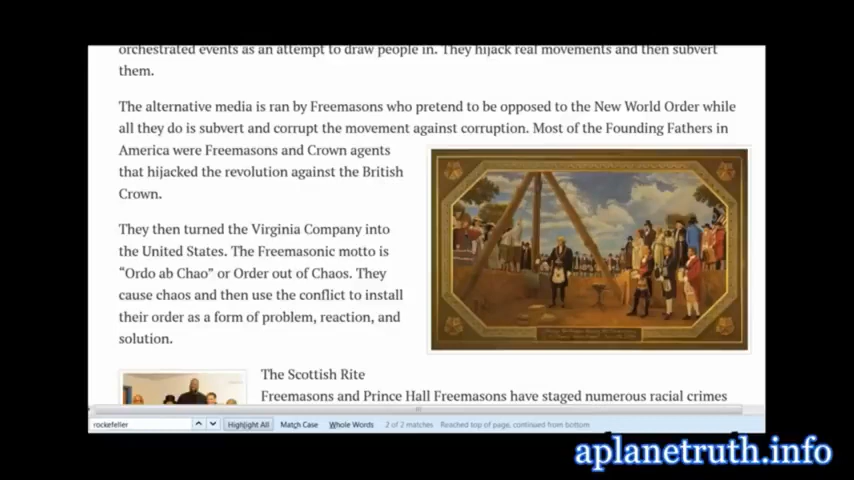 orchestrated events as an attempt to draw people in. They hijack real movements and then subvert
them.
The alternative media is ran by Freemasons who pretend to be opposed to the New World Order while
all they do is subvert and corrupt the movement against corruption. Most of the Founding Fathers in
America were Freemasons and Crown agents
that hijacked the revolution against the British
Crown.
They then turned the Virginia Company into
the United States. The Freemasonic motto is
“Ordo ab Chao” or Order out of Chaos. They
cause chaos and then use the conflict to install
their order as a form of problem, reaction, and
solution.
The Scottish Rite
Freemasons and Prince Hall Freemasons have staged numerous racial crimes
rockefeller
Highlight All Match Case Whole Words 2 of 2 matches Reached top of page, continued from bottom
aplanetruth.info